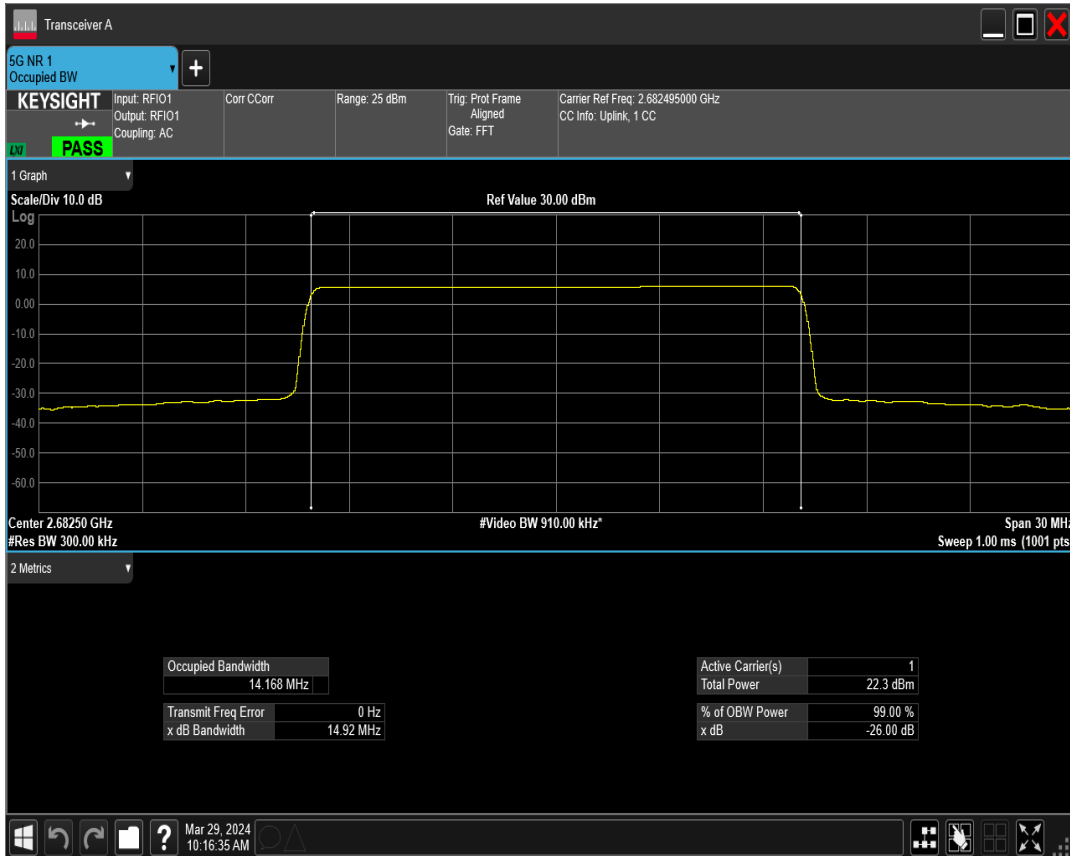 Transceiver A
5G NR 1
Occupied BW
KEYSIGHT
LXI
PASS
Input: RFIO1
Output: RFIO1
Coupling: AC
Corr CCorr
Range: 25 dBm
Trig: Prot Frame
Aligned
Gate: FFT
Carrier Ref Freq: 2.682495000 GHz
CC Info: Uplink, 1 CC
1 Graph
Scale/Div 10.0 dB
Ref Value 30.00 dBm
Log
20.0
10.0
0.00
-10.0
-20.0
-30.0
-40.0
-50.0
-60.0
Center 2.68250 GHz
#Video BW 910.00 kHz*
Span 30 MHz
#Res BW 300.00 kHz
Sweep 1.00 ms (1001 pts
2 Metrics
Occupied Bandwidth
14.168 MHz
Transmit Freq Error 0 Hz
x dB Bandwidth 14.92 MHz
Active Carrier(s) 1
Total Power 22.3 dBm
% of OBW Power 99.00 %
x dB -26.00 dB
?
Mar 29, 2024
10:16:35 AM